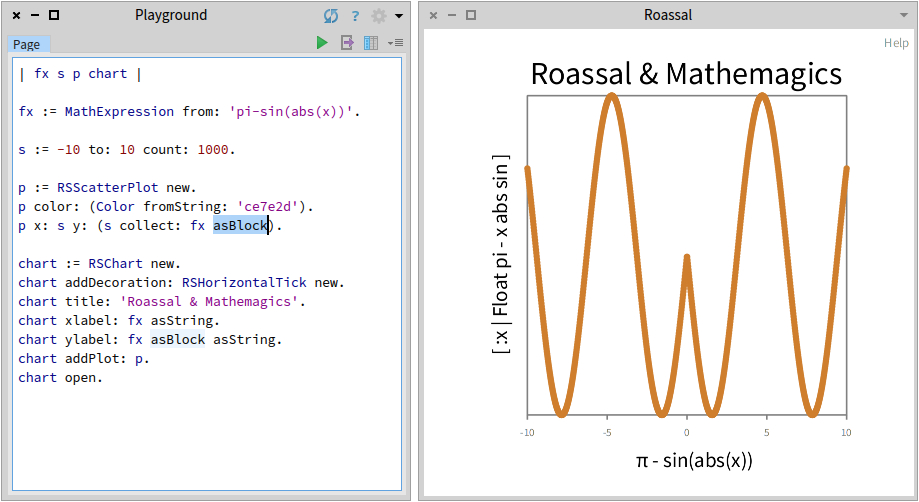 Playground
?
Page
| fx s p chart |
fx := MathExpression from: 'pi-sin(abs(x))'.
s := -10 to: 10 count: 1000.
p := RSScatterPlot new.
p color: (Color fromString: 'ce7e2d').
p x: s y: (s collect: fx asBlock).
chart := RSChart new.
chart addDecoration: RSHorizontalTick new.
chart title: 'Roassal & Mathemagics'.
chart xlabel: fx asString.
chart ylabel: fx asBlock asString.
chart addPlot: p.
chart open.
Roassal
Help
Roassal & Mathemagics
[ :x | Float pi - x abs sin ]
-10 -5 0 5 10
π - sin(abs(x))